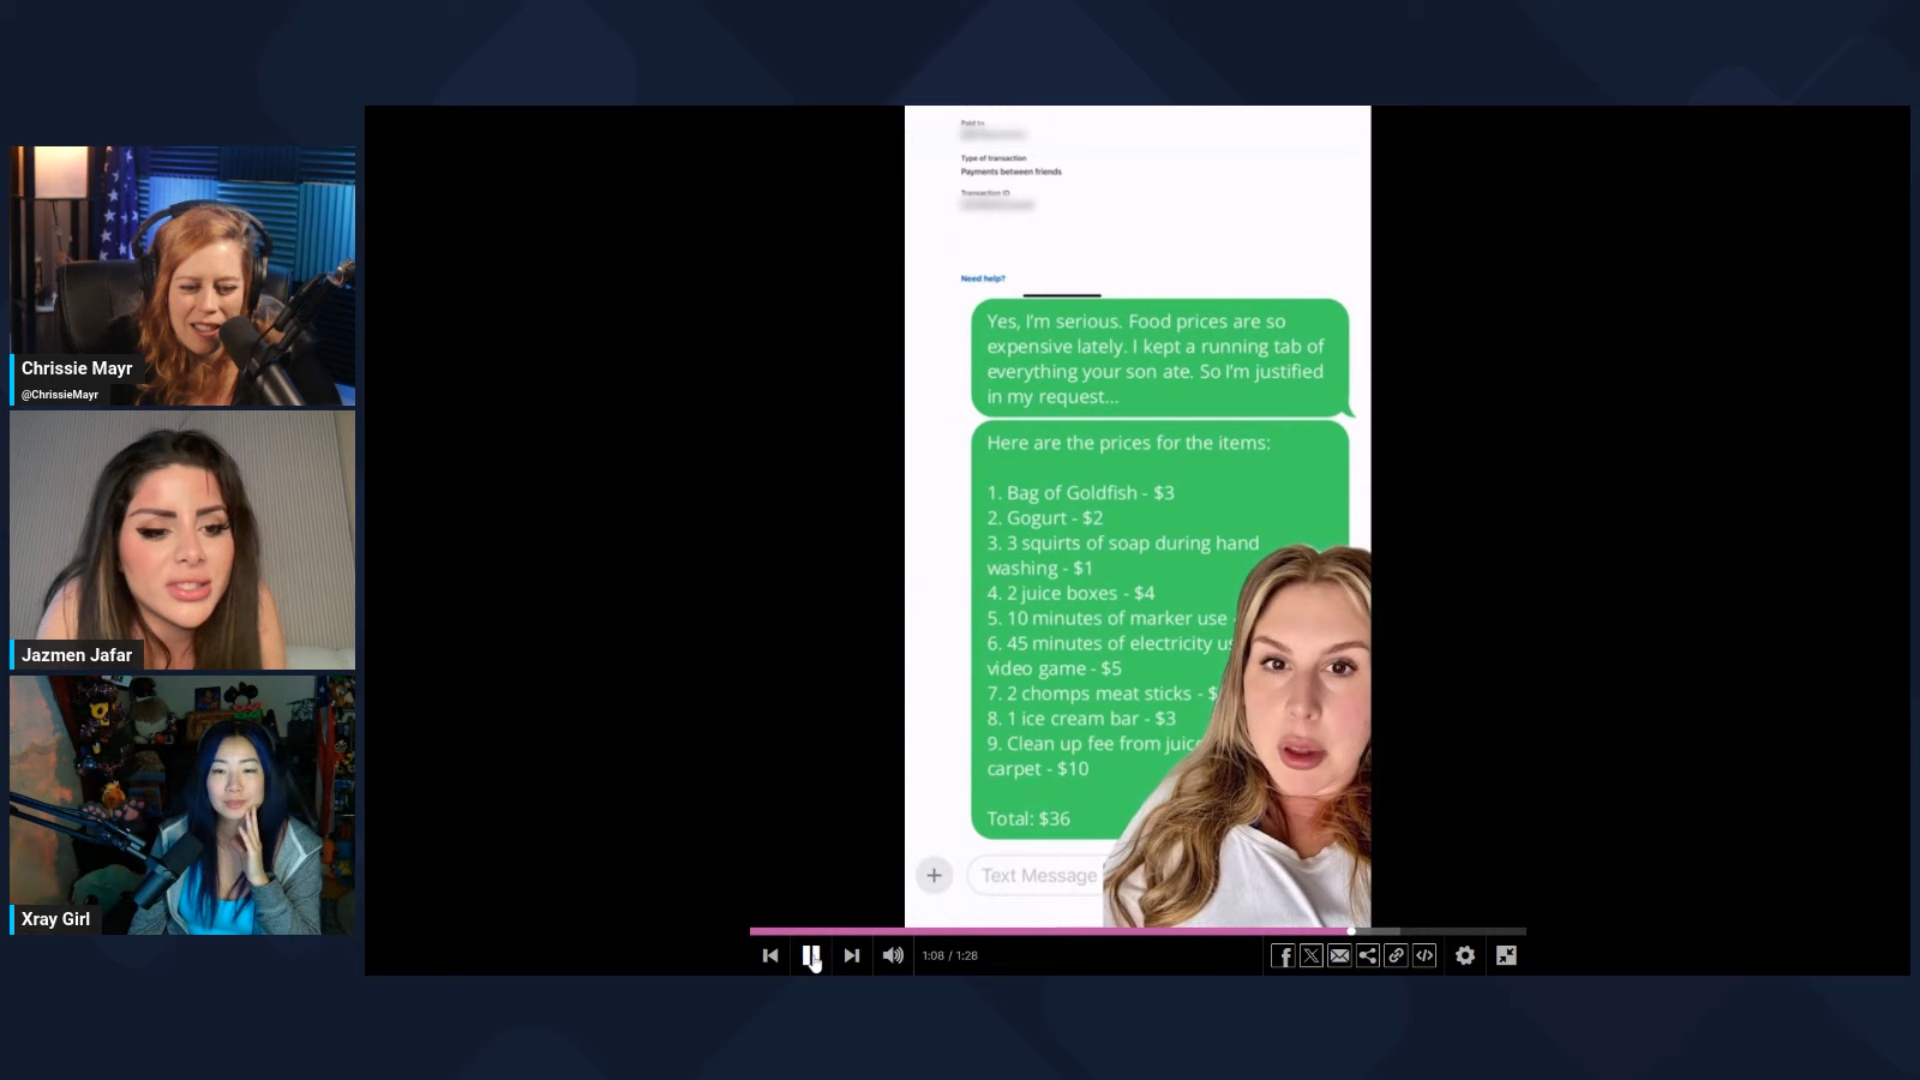 Chrissie Mayr
@ChrissieMayr
Jazmen Jafar
Xray Girl
Paid to
Type of transaction
Payments between friends
Transaction ID
Need help?
Yes, I'm serious. Food prices are so
expensive lately. I kept a running tab of
everything your son ate. So I'm justified
in my request...
Here are the prices for the items:
1. Bag of Goldfish - $3
2. Gogurt - $2
3. 3 squirts of soap during hand
washing - $1
4. 2 juice boxes - $4
5. 10 minutes of marker use
6. 45 minutes of electricity
video game - $5
7. 2 chomps meat sticks - $
8. 1 ice cream bar - $3
9. Clean up fee from
carpet - $10
Total: $36
Text Message
1:08 / 1:28